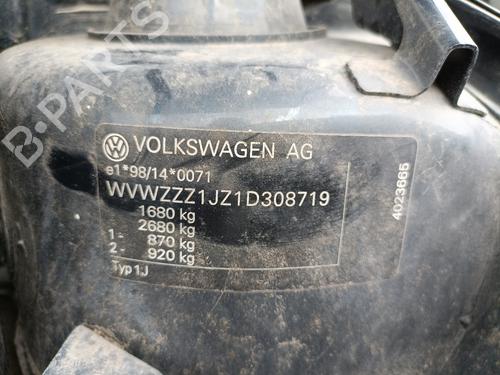 VOLKSWAGEN AG
e1*98/14*0071
WVWZZZ1JZ1D308719
1680 kg
2680 kg
1- 870 kg
2- 920 kg
Typ 1J
4023665
B-PARTS